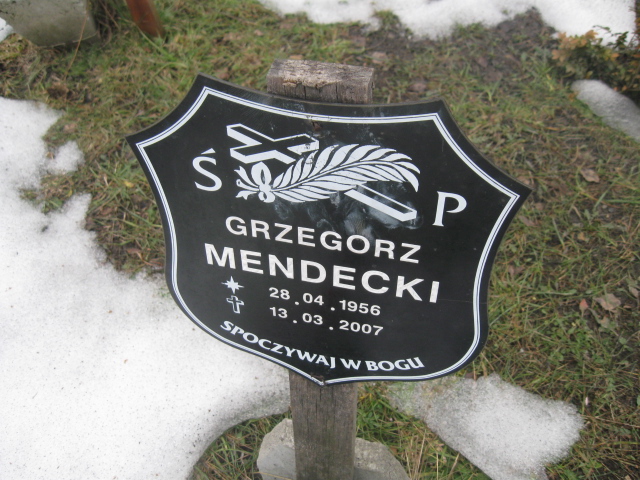 Ś P
GRZEGORZ
MENDECKI
28.04.1956
13.03.2007
SPOCZYWAJ W BOGU